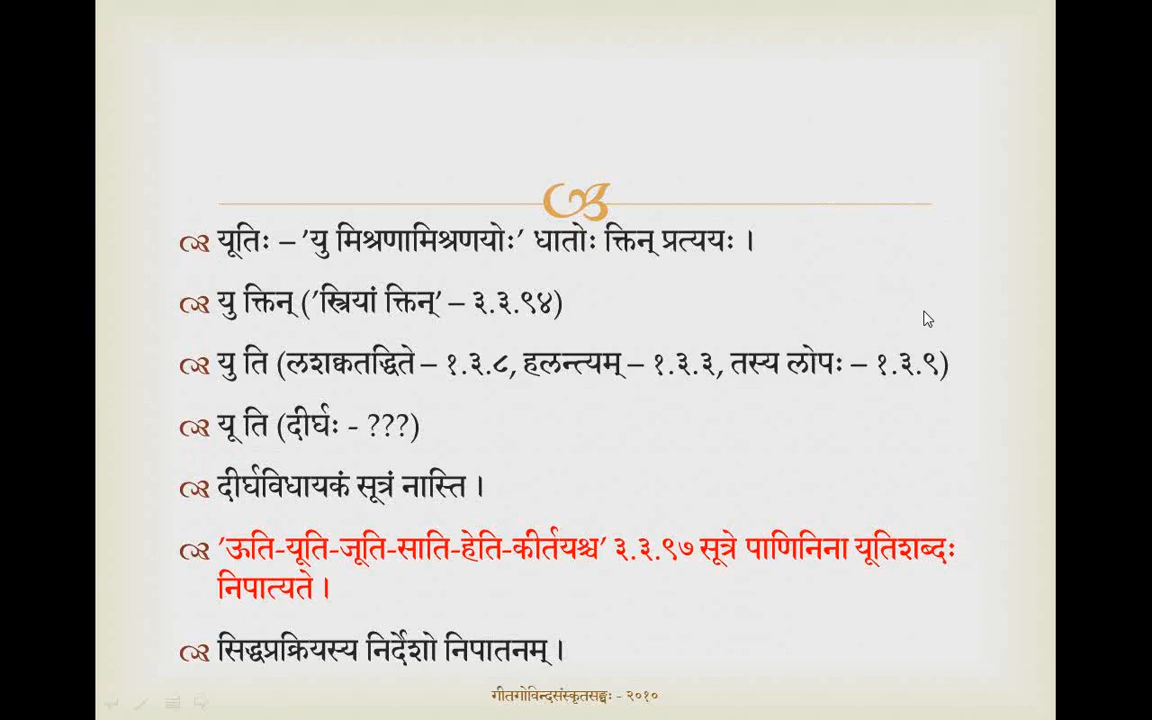 यूतिः – 'यु मिश्रणामिश्रणयोः' धातोः क्तिन् प्रत्ययः ।
यु क्तिन् ('स्त्रियां क्तिन्' – ३.३.९४)
यु ति (लशक्वतद्धिते – १.३.८, हलन्त्यम् – १.३.३, तस्य लोपः – १.३.९)
यू ति (दीर्घः - ???)
दीर्घविधायकं सूत्रं नास्ति ।
'ऊति-यूति-जूति-साति-हेति-कीर्तयश्च' ३.३.९७ सूत्रे पाणिनिना यूतिशब्दः
निपात्यते ।
सिद्धप्रक्रियस्य निर्देशो निपातनम् ।
गीतगोविन्दसंस्कृतसङ्घः - २०१०